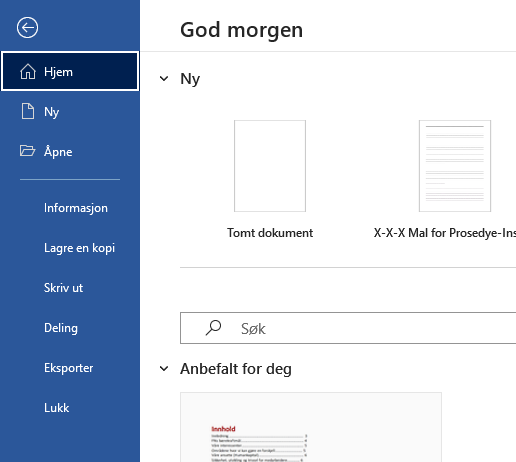 God morgen
Hjem
Ny
Åpne
Informasjon
Lagre en kopi
Skriv ut
Deling
Eksporter
Lukk
Ny
Tomt dokument
X-X-X Mal for Prosedye-Ins
Søk
Anbefalt for deg
Innhold